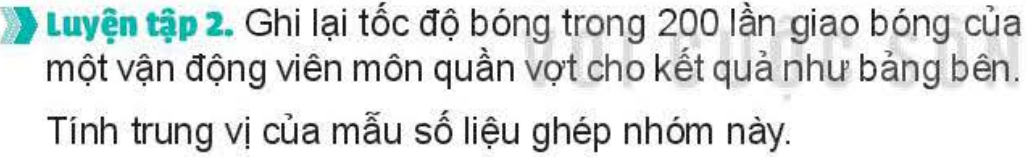 Luyện tập 2. Ghi lại tốc độ bóng trong 200 lần giao bóng của
một vận động viên môn quần vợt cho kết quả như bảng bên.
Tính trung vị của mẫu số liệu ghép nhóm này.